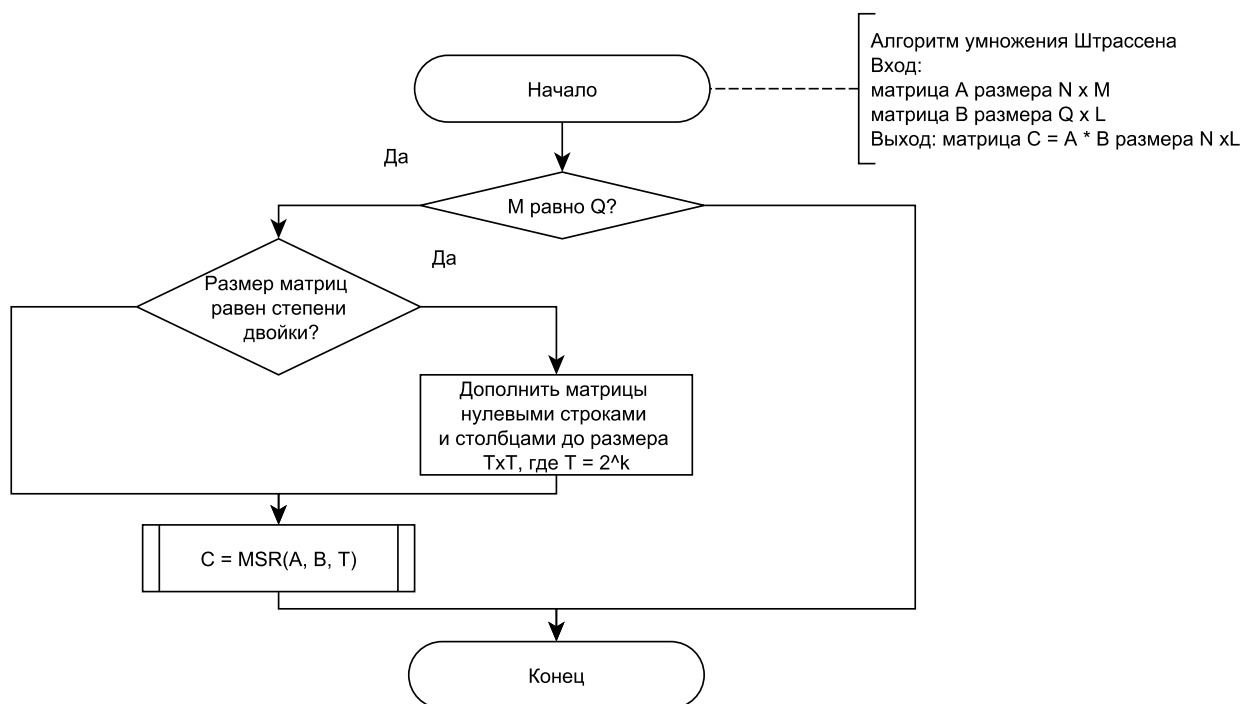 Начало
Алгоритм умножения Штрассена
Вход:
матрица A размера N x M
матрица B размера Q x L
Выход: матрица C = A * B размера N xL
Да
M равно Q?
Да
Размер матриц
равен степени
двойки?
Дополнить матрицы
нулевыми строками
и столбцами до размера
TxT, где T = 2^k
C = MSR(A, B, T)
Конец